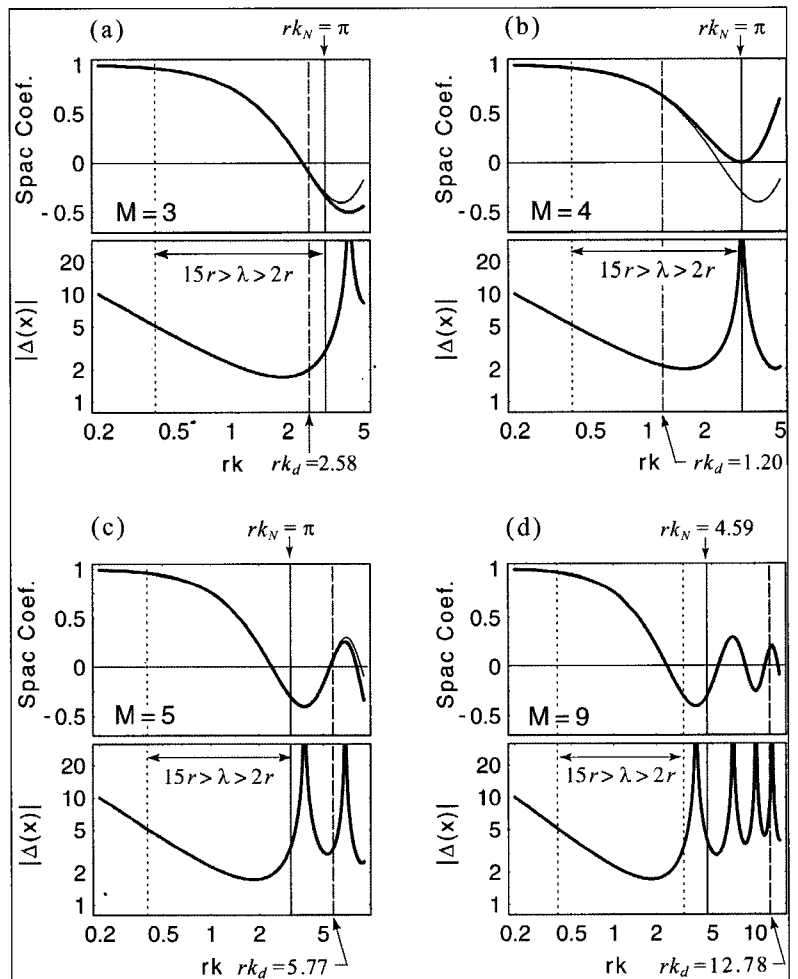 (a)
rk_N = π
Spac Coef.
1
0.5
0
-0.5
M=3
|Δ(x)|
20
10
5
2
1
15r > λ > 2r
0.2 0.5 1 2 5
rk rk_d = 2.58
(b)
rk_N = π
Spac Coef.
1
0.5
0
-0.5
M=4
|Δ(x)|
20
10
5
2
1
15r > λ > 2r
0.2 0.5 1 2 5
rk rk_d = 1.20
(c)
rk_N = π
Spac Coef.
1
0.5
0
-0.5
M=5
|Δ(x)|
20
10
5
2
1
15r > λ > 2r
0.2 0.5 1 2 5
rk rk_d = 5.77
(d)
rk_N = 4.59
Spac Coef.
1
0.5
0
-0.5
M=9
|Δ(x)|
20
10
5
2
1
15r > λ > 2r
0.2 0.5 1 2 5 10
rk rk_d = 12.78